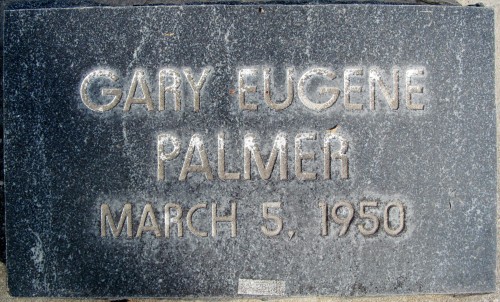 GARY EUGENE
PALMER
MARCH 5, 1950